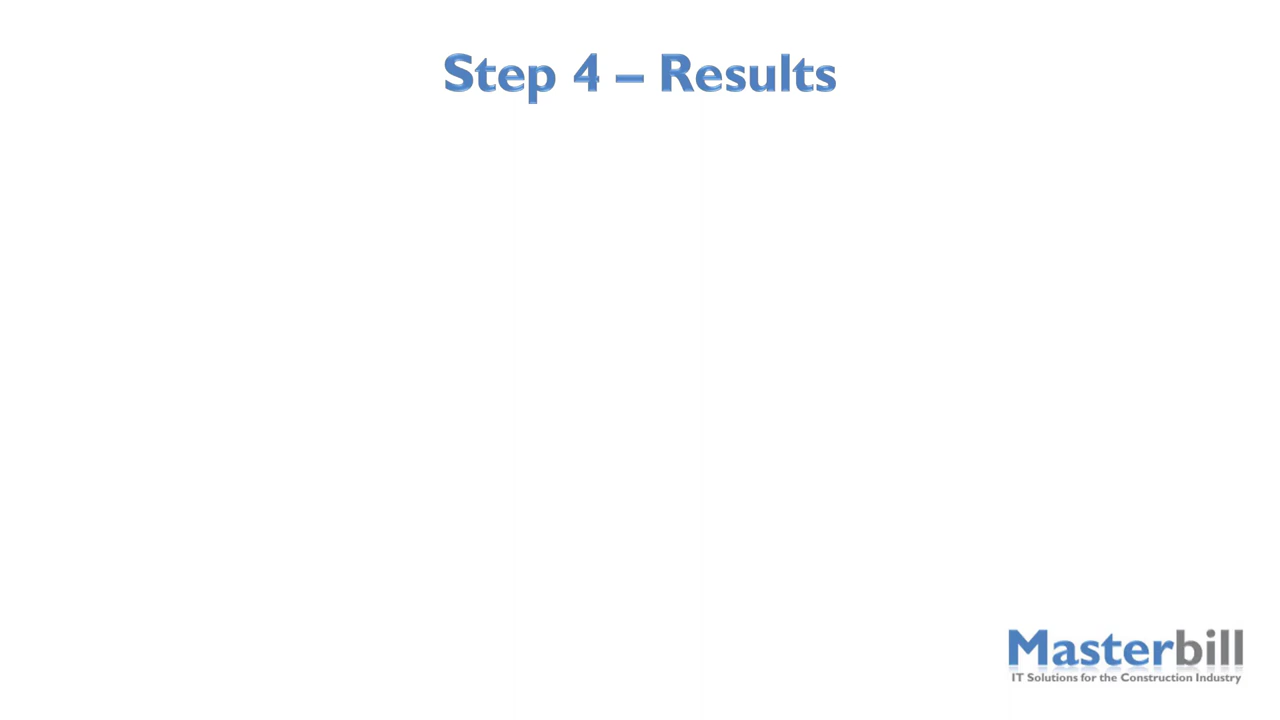 Step 4 – Results
Masterbill
IT Solutions for the Construction Industry